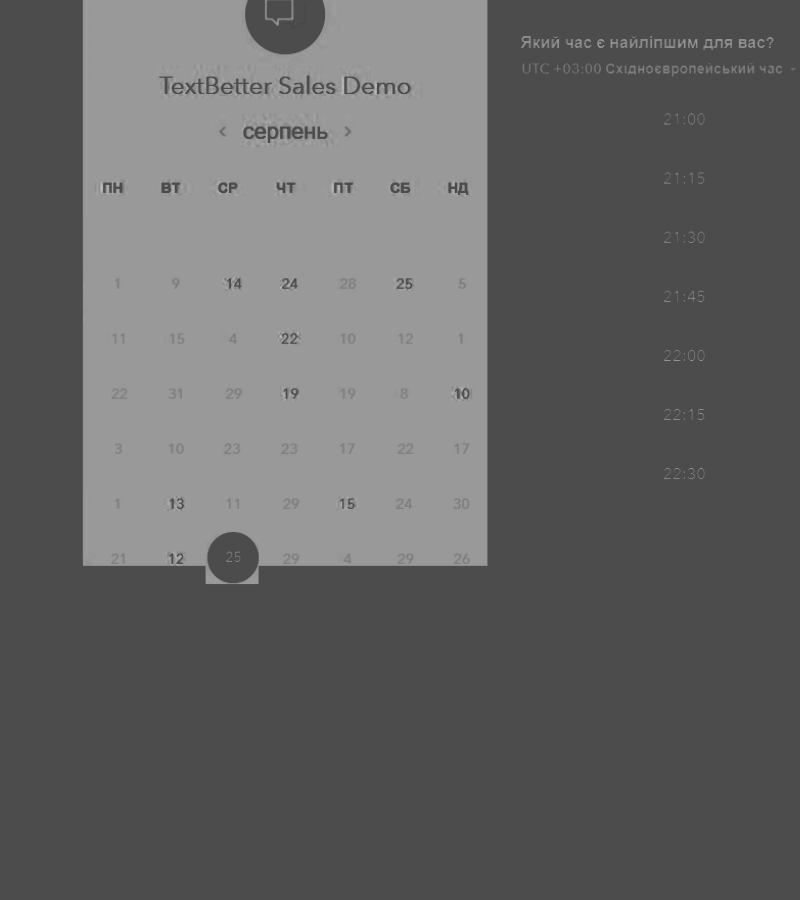 TextBetter Sales Demo
< серпень >
ПН ВТ СР ЧТ ПТ СБ НД
1 9 14 24 28 25 5
11 15 4 22 10 12 1
22 31 29 19 19 8 10
3 10 23 23 17 22 17
1 13 11 29 15 24 30
21 12 25 29 4 29 26
Який час є найліпшим для вас?
UTC +03:00 Східноєвропейський час
21:00
21:15
21:30
21:45
22:00
22:15
22:30